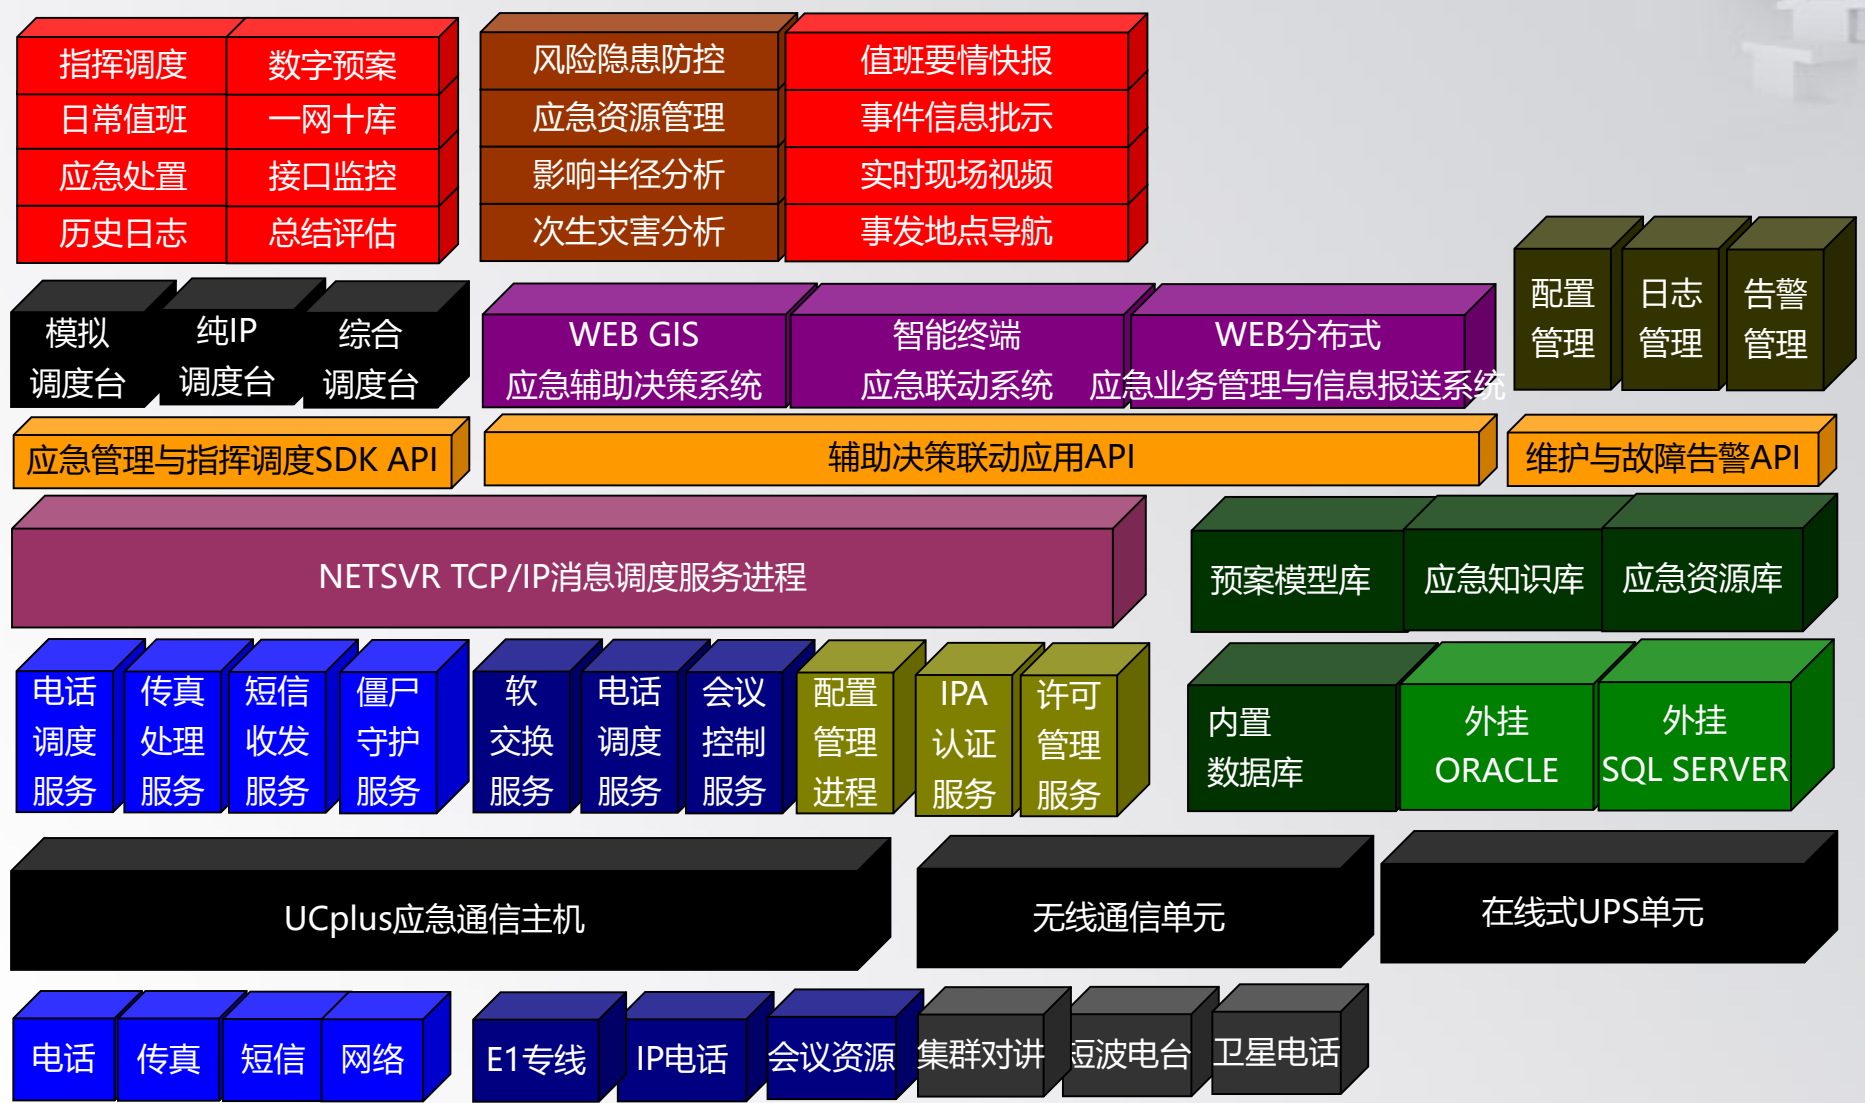 指挥调度
数字预案
日常值班
一网十库
应急处置
接口监控
历史日志
总结评估
风险隐患防控
应急资源管理
影响半径分析
次生灾害分析
值班要情快报
事件信息批示
实时现场视频
事发地点导航
模拟
调度台
纯IP
调度台
综合
调度台
WEB GIS
应急辅助决策系统
智能终端
应急联动系统
WEB分布式
应急业务管理与信息报送系统
配置
管理
日志
管理
告警
管理
应急管理与指挥调度SDK API
辅助决策联动应用API
维护与故障告警API
NETSVR TCP/IP消息调度服务进程
预案模型库
应急知识库
应急资源库
电话
调度
服务
传真
处理
服务
短信
收发
服务
僵尸
守护
服务
软
交换
服务
电话
调度
服务
会议
控制
服务
配置
管理
进程
IPA
认证
服务
许可
管理
服务
内置
数据库
外挂
ORACLE
外挂
SQL SERVER
UCplus应急通信主机
无线通信单元
在线式UPS单元
电话
传真
短信
网络
E1专线
IP电话
会议资源
集群对讲
短波电台
卫星电话